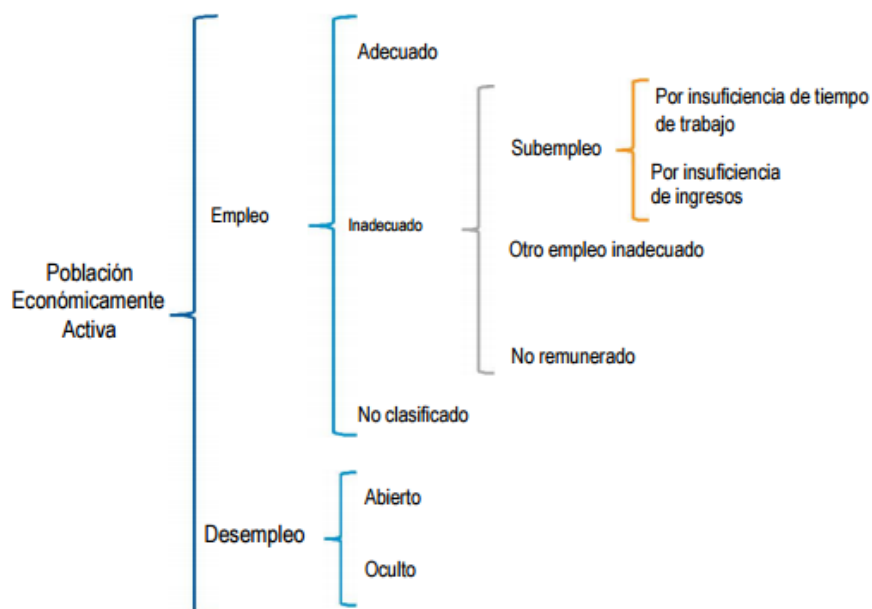 Población
Económicamente
Activa
Empleo
Adecuado
Inadecuado
Subempleo
Por insuficiencia de tiempo
de trabajo
Por insuficiencia
de ingresos
Otro empleo inadecuado
No remunerado
No clasificado
Desempleo
Abierto
Oculto